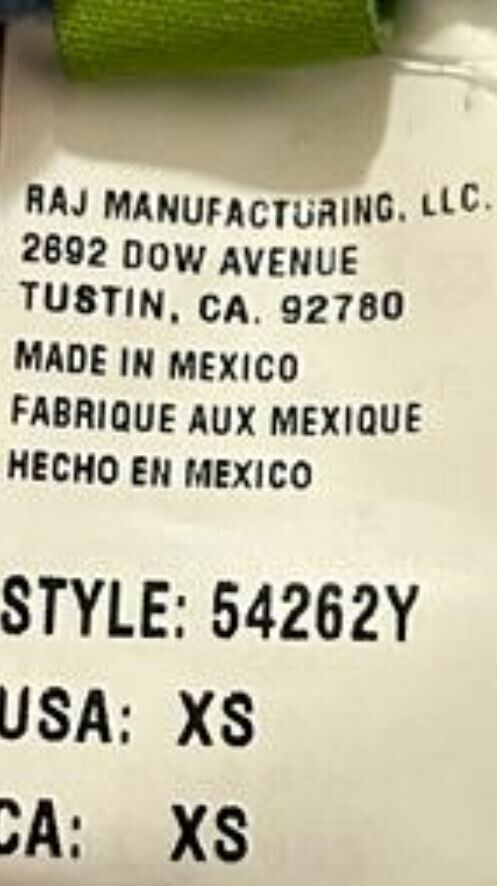 RAJ MANUFACTURING, LLC.
2692 DOW AVENUE
TUSTIN, CA. 92780
MADE IN MEXICO
FABRIQUE AUX MEXIQUE
HECHO EN MEXICO
STYLE: 54262Y
USA: XS
CA: XS